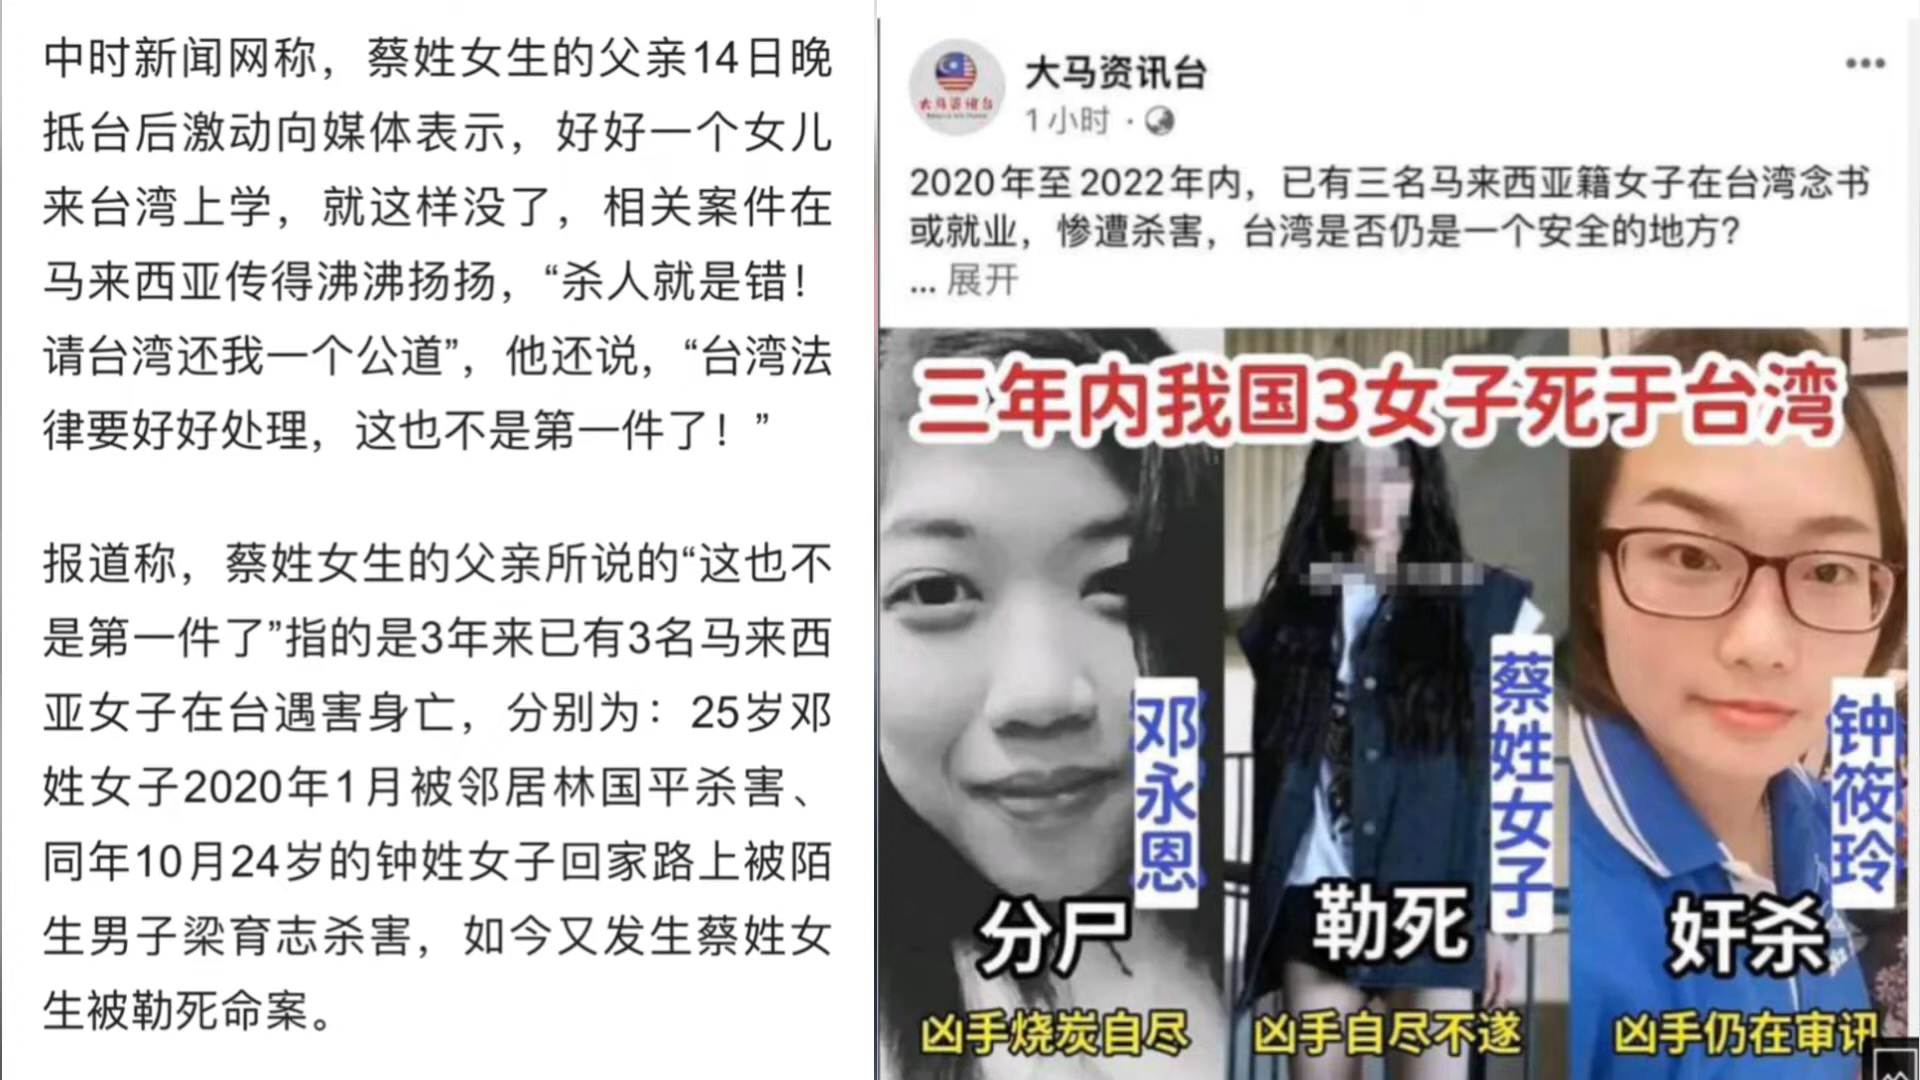 中时新闻网称，蔡姓女生的父亲14日晚
抵台后激动向媒体表示，好好一个女儿
来台湾上学，就这样没了，相关案件在
马来西亚传得沸沸扬扬，“杀人就是错！
请台湾还我一个公道”，他还说，“台湾法
律要好好处理，这也不是第一件了！”
报道称，蔡姓女生的父亲所说的“这也不
是第一件了”指的是3年来已有3名马来西
亚女子在台遇害身亡，分别为：25岁邓
姓女子2020年1月被邻居林国平杀害、
同年10月24岁的钟姓女子回家路上被陌
生男子梁育志杀害，如今又发生蔡姓女
生被勒死命案。
大马资讯台
大马资讯台
1小时
2020年至2022年内，已有三名马来西亚籍女子在台湾念书
或就业，惨遭杀害，台湾是否仍是一个安全的地方？
... 展开
三年内我国3女子死于台湾
邓永恩
分尸
凶手烧炭自尽
蔡姓女子
勒死
凶手自尽不遂
钟筱玲
奸杀
凶手仍在审讯